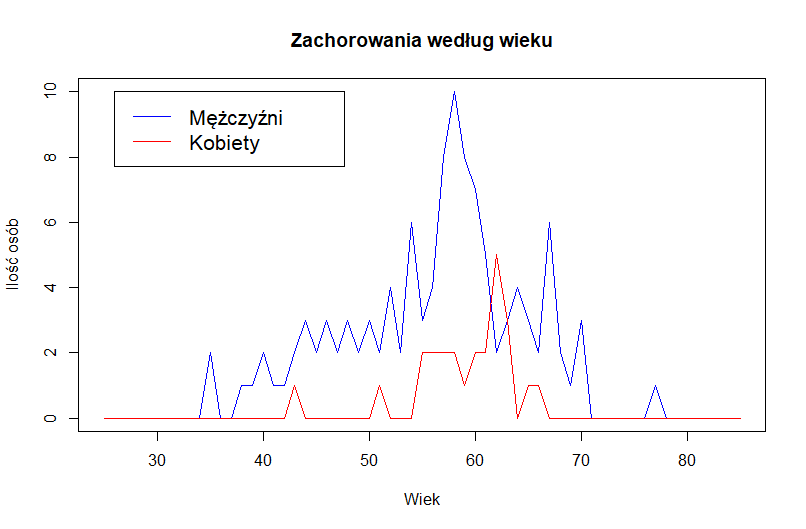 Zachorowania według wieku
Mężczyźni
Kobiety
Ilość osób
10
8
6
4
2
0
30 40 50 60 70 80
Wiek